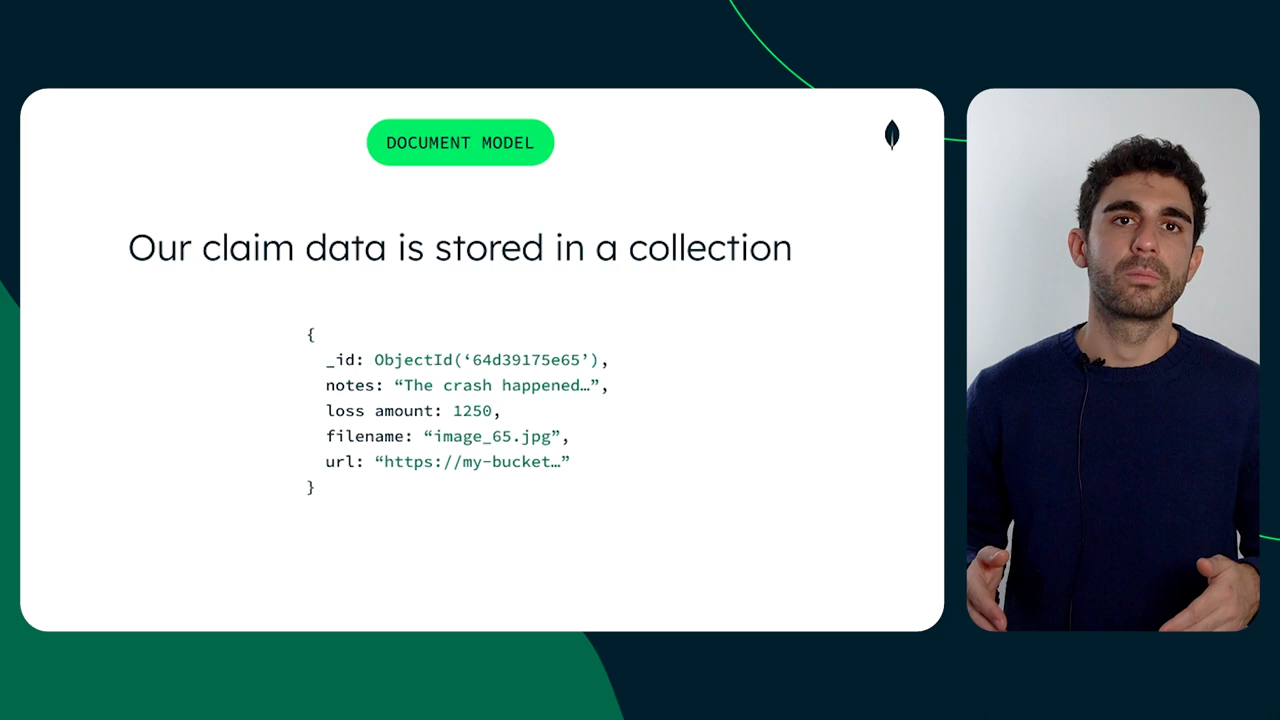 DOCUMENT MODEL
Our claim data is stored in a collection
{
_id: ObjectId(‘64d39175e65’),
notes: “The crash happened…”,
loss amount: 1250,
filename: “image_65.jpg”,
url: “https://my-bucket…”
}